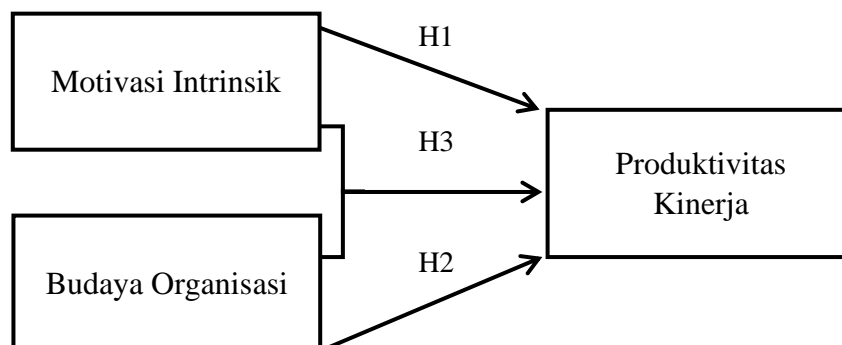 H1
Motivasi Intrinsik
H3
Produktivitas
Kinerja
H2
Budaya Organisasi